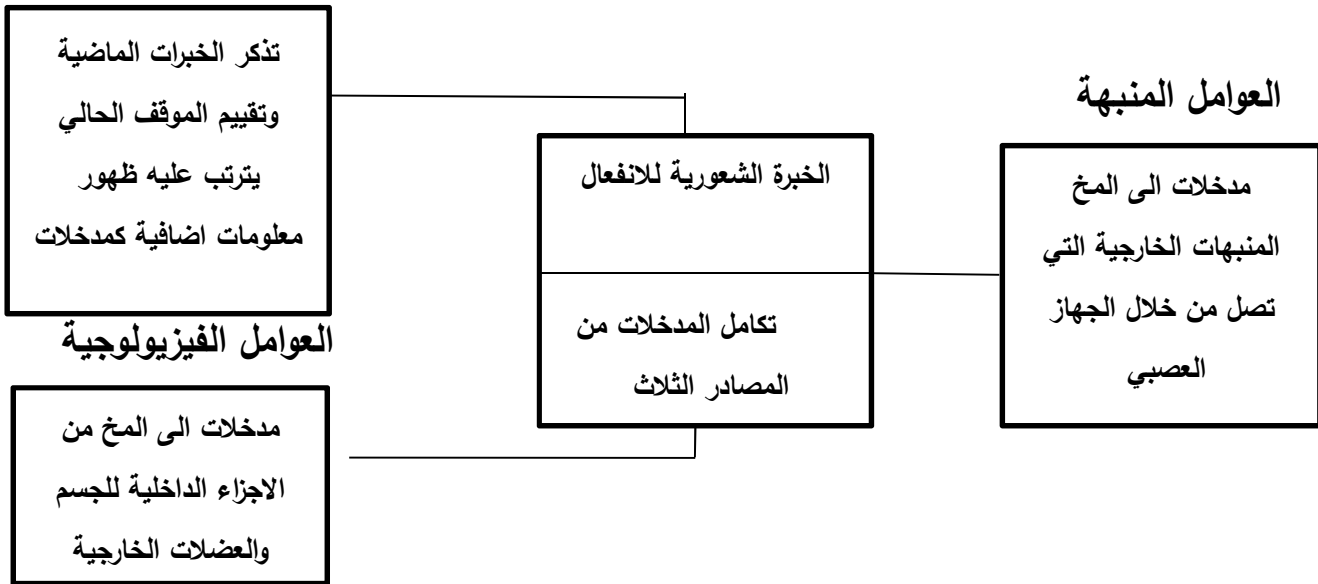 العوامل المنبهة
مدخلات الى المخ
المنبهات الخارجية التي
تصل من خلال الجهاز
العصبي
الخبرة الشعورية للانفعال
تكامل المدخلات من
المصادر الثلاث
تذكر الخبرات الماضية
وتقييم الموقف الحالي
يترتب عليه ظهور
معلومات اضافية كمدخلات
العوامل الفيزيولوجية
مدخلات الى المخ من
الاجزاء الداخلية للجسم
والعضلات الخارجية